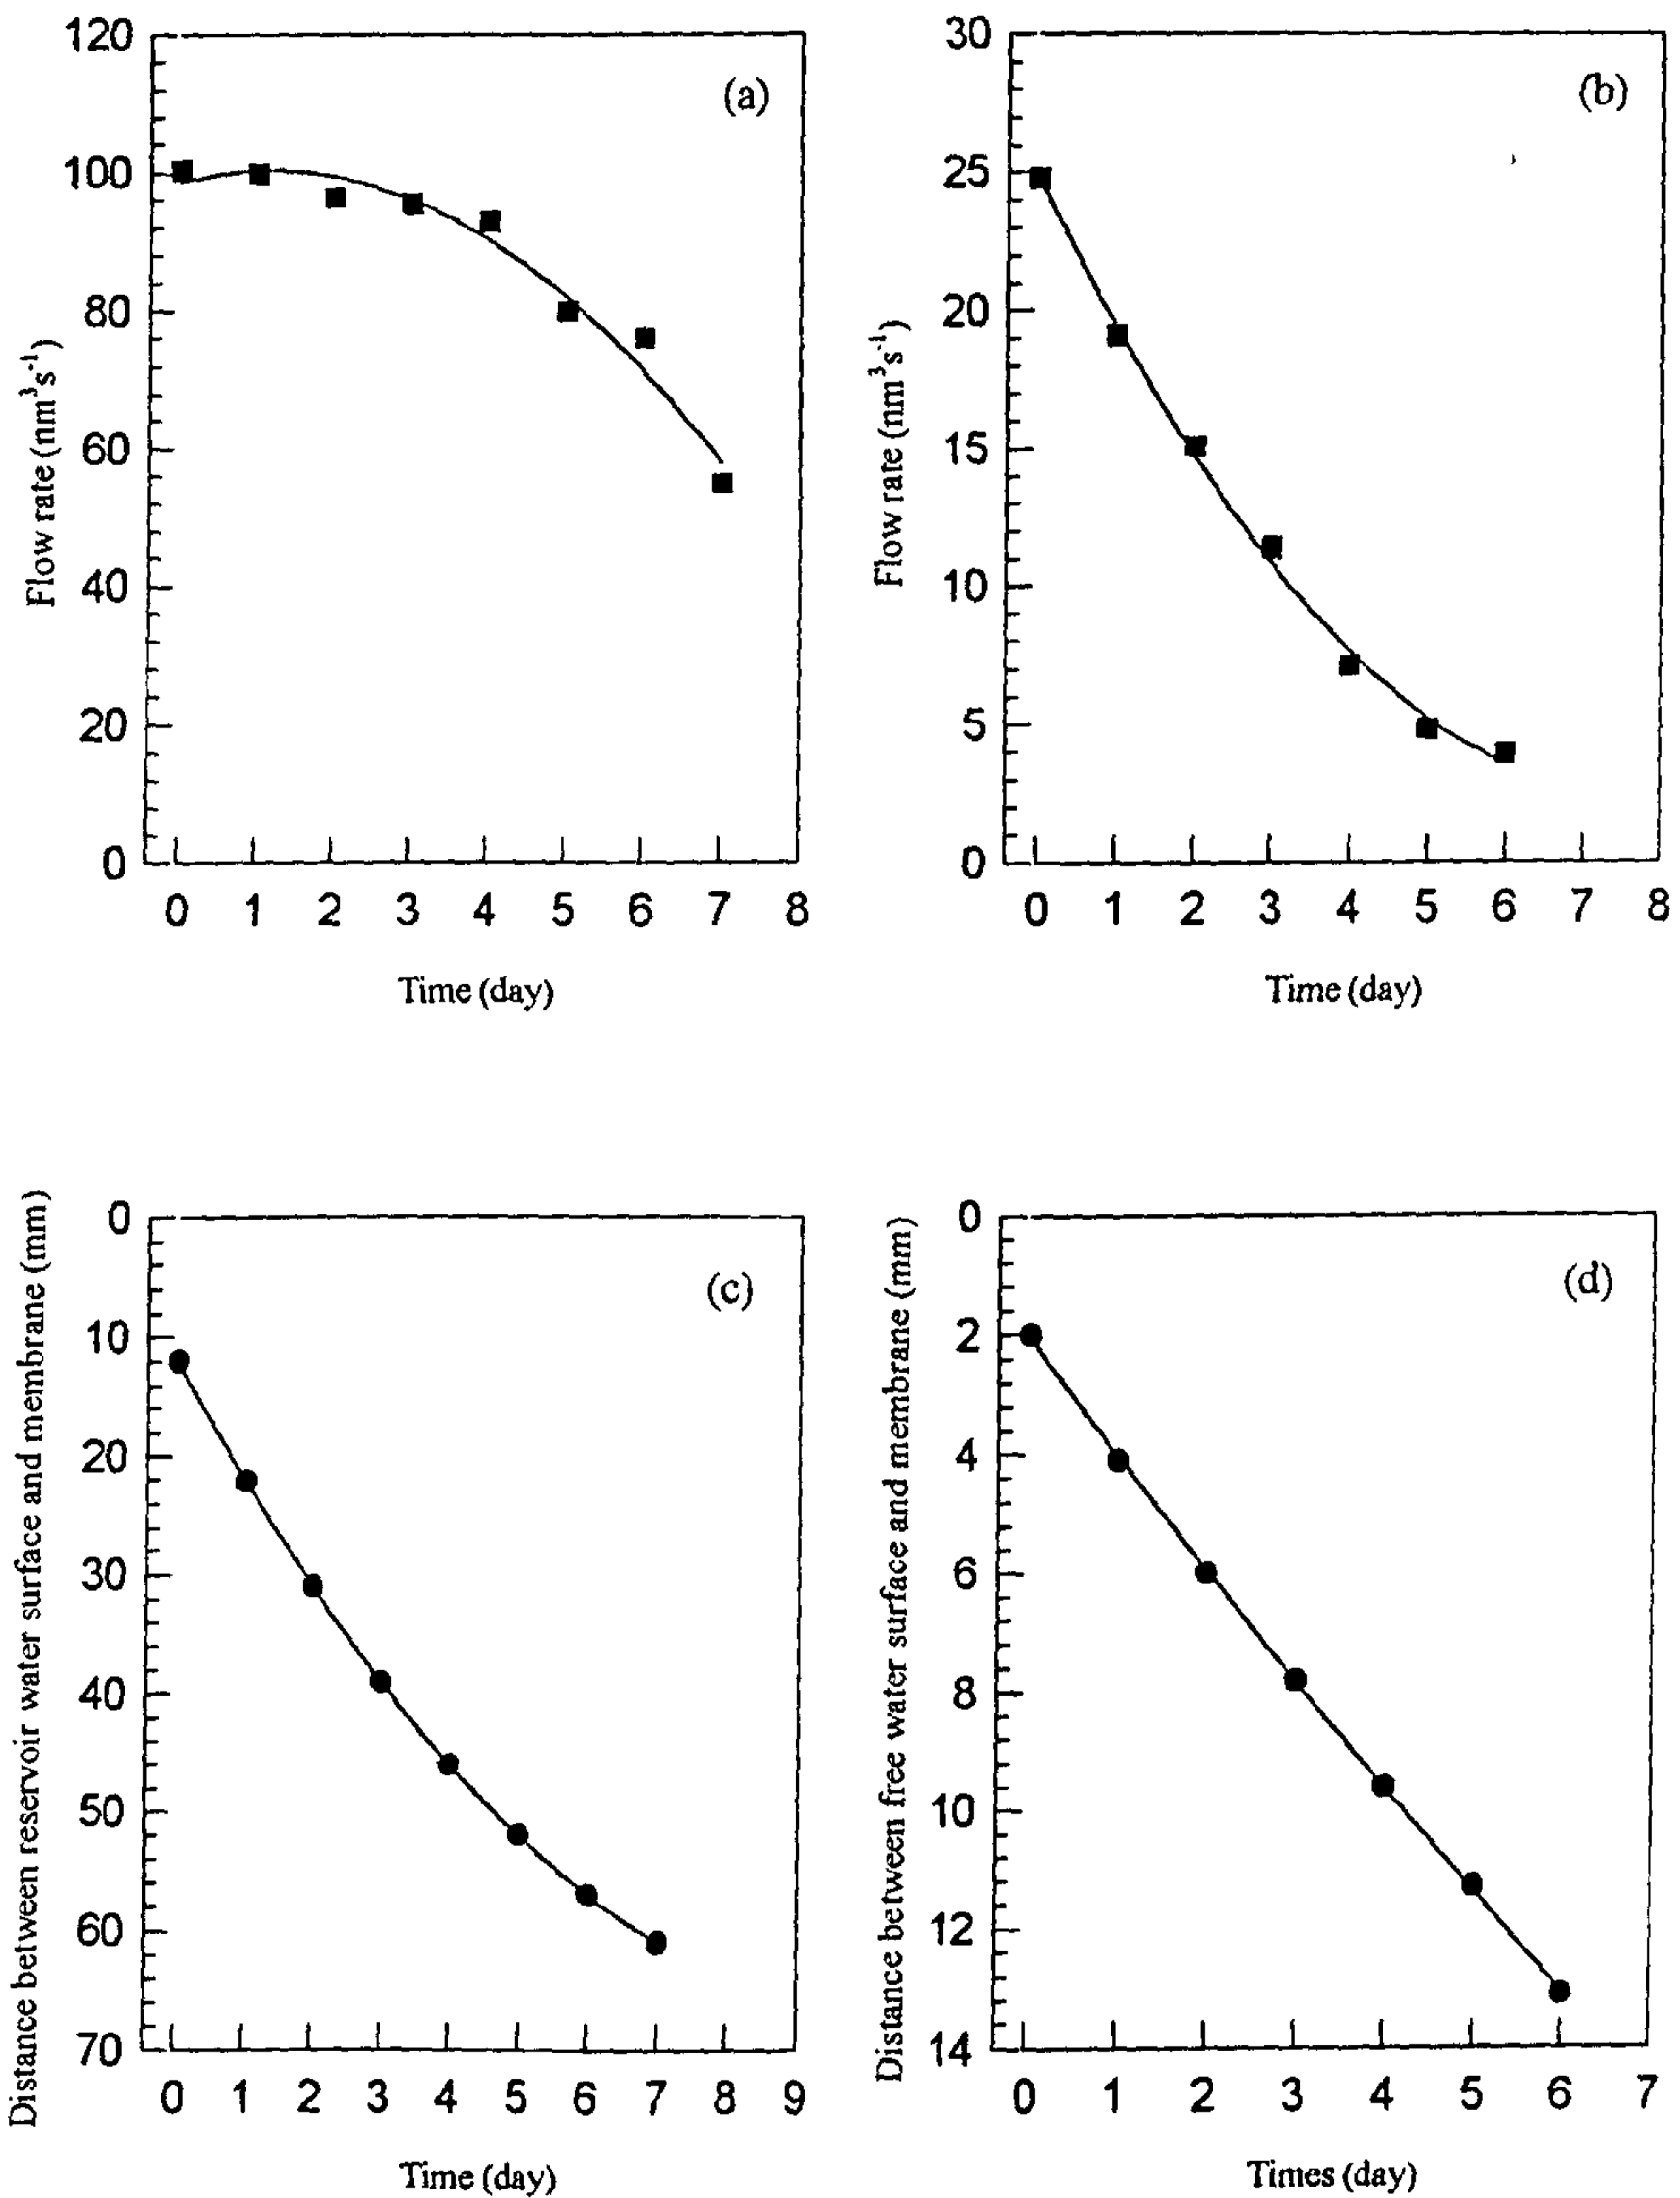 120
100
80
60
40
20
0
Flow rate (nm³s⁻¹)
(a)
0 1 2 3 4 5 6 7 8
Time (day)
30
25
20
15
10
5
0
Flow rate (nm³s⁻¹)
(b)
0 1 2 3 4 5 6 7 8
Time (day)
0
10
20
30
40
50
60
70
Distance between reservoir water surface and membrane (mm)
(c)
0 1 2 3 4 5 6 7 8 9
Time (day)
0
2
4
6
8
10
12
14
Distance between free water surface and membrane (mm)
(d)
0 1 2 3 4 5 6 7
Times (day)